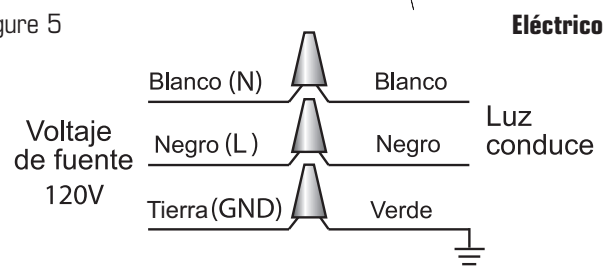 gure 5
Eléctrico
Blanco (N) Blanco
Voltaje de fuente 120V
Negro (L) Negro
Luz conduce
Tierra (GND) Verde